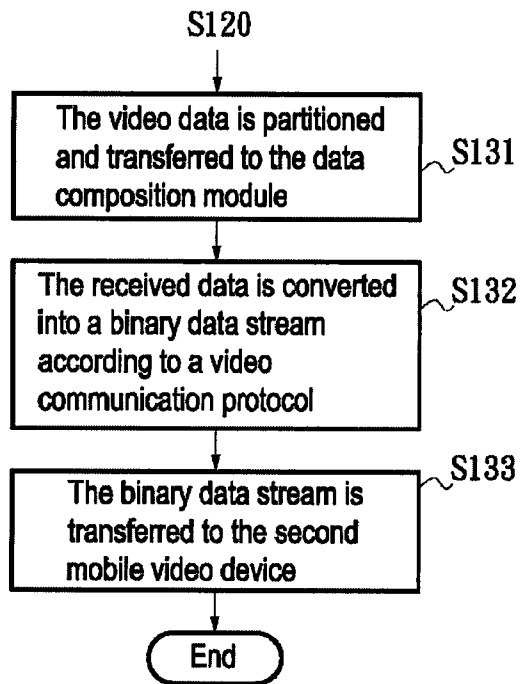 S120
The video data is partitioned
and transferred to the data
composition module
S131
The received data is converted
into a binary data stream
according to a video
communication protocol
S132
The binary data stream is
transferred to the second
mobile video device
S133
End